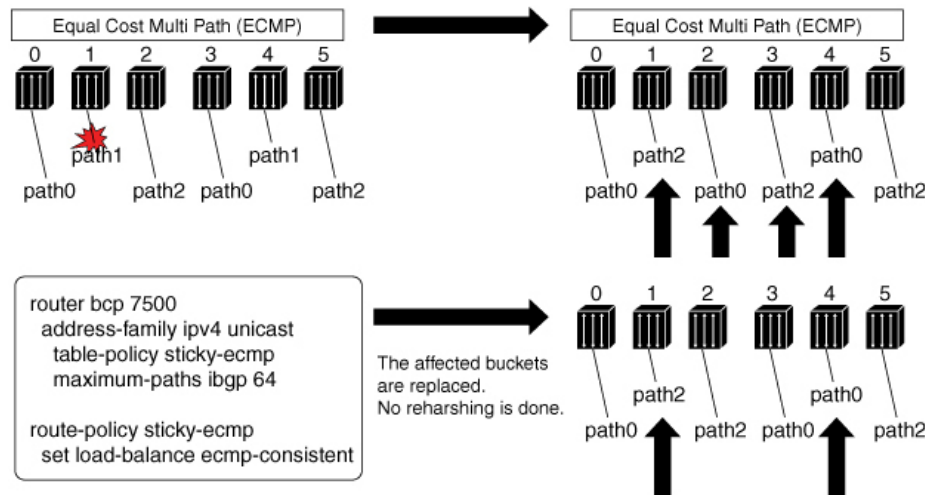 Equal Cost Multi Path (ECMP)
0 1 2 3 4 5
path1 path1
path0 path2 path0 path2
Equal Cost Multi Path (ECMP)
0 1 2 3 4 5
path2 path0
path0 path0 path2 path2
router bcp 7500
address-family ipv4 unicast
table-policy sticky-ecmp
maximum-paths ibgp 64
route-policy sticky-ecmp
set load-balance ecmp-consistent
The affected buckets
are replaced.
No reharshing is done.
0 1 2 3 4 5
path2 path0
path0 path2 path0 path2